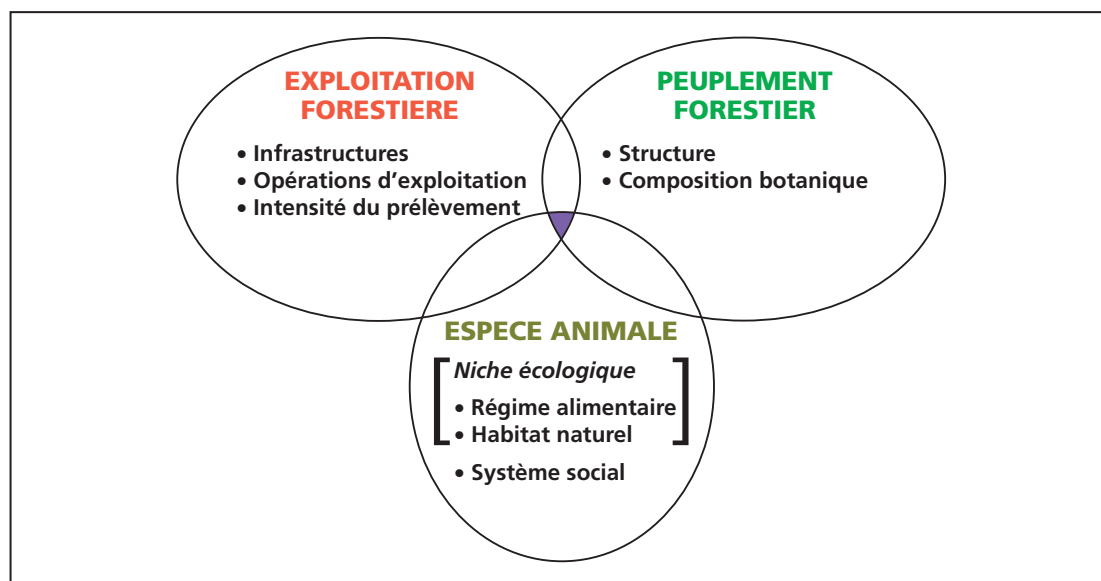 EXPLOITATION
FORESTIERE
• Infrastructures
• Opérations d'exploitation
• Intensité du prélèvement
PEUPLEMENT
FORESTIER
• Structure
• Composition botanique
ESPECE ANIMALE
Niche écologique
• Régime alimentaire
• Habitat naturel
• Système social